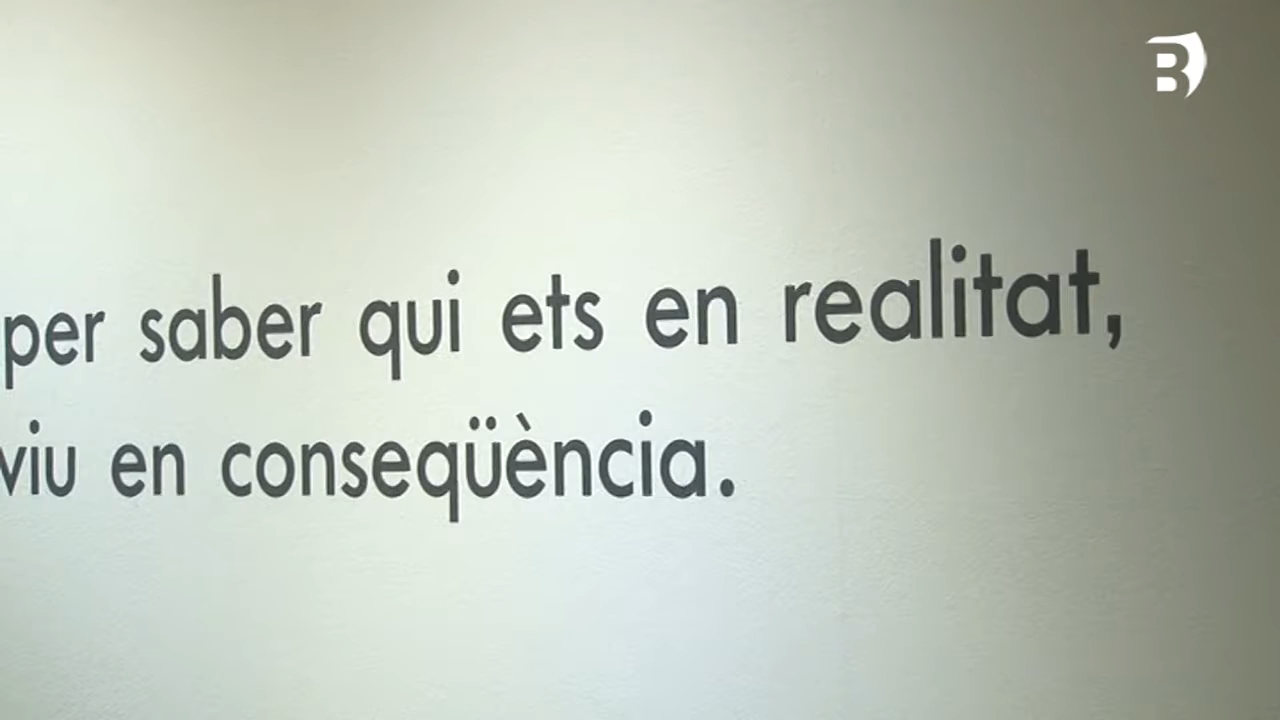 per saber qui ets en realitat,
viu en conseqüència.
B